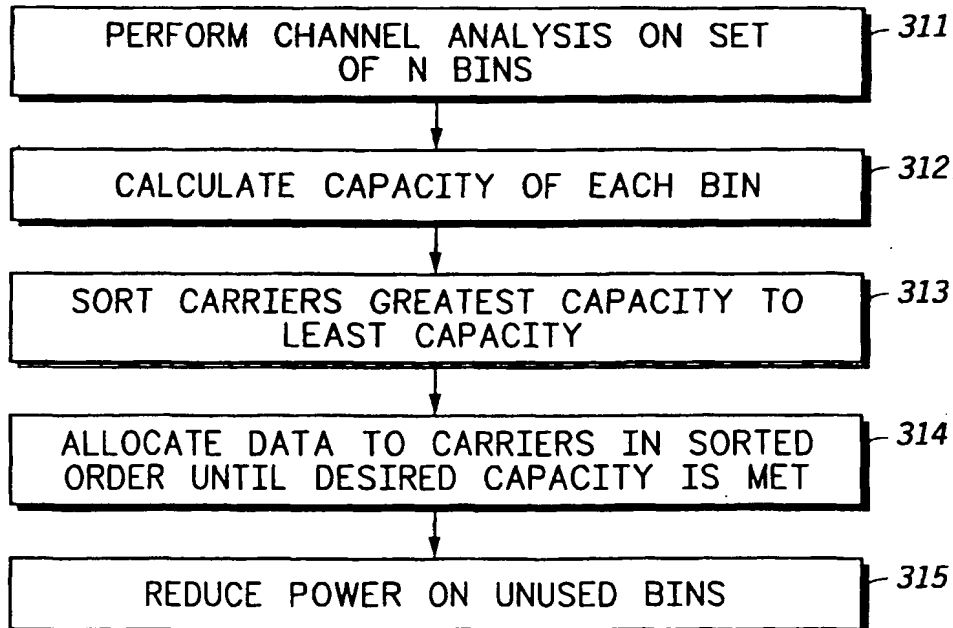 PERFORM CHANNEL ANALYSIS ON SET
OF N BINS
311
CALCULATE CAPACITY OF EACH BIN
312
SORT CARRIERS GREATEST CAPACITY TO
LEAST CAPACITY
313
ALLOCATE DATA TO CARRIERS IN SORTED
ORDER UNTIL DESIRED CAPACITY IS MET
314
REDUCE POWER ON UNUSED BINS
315